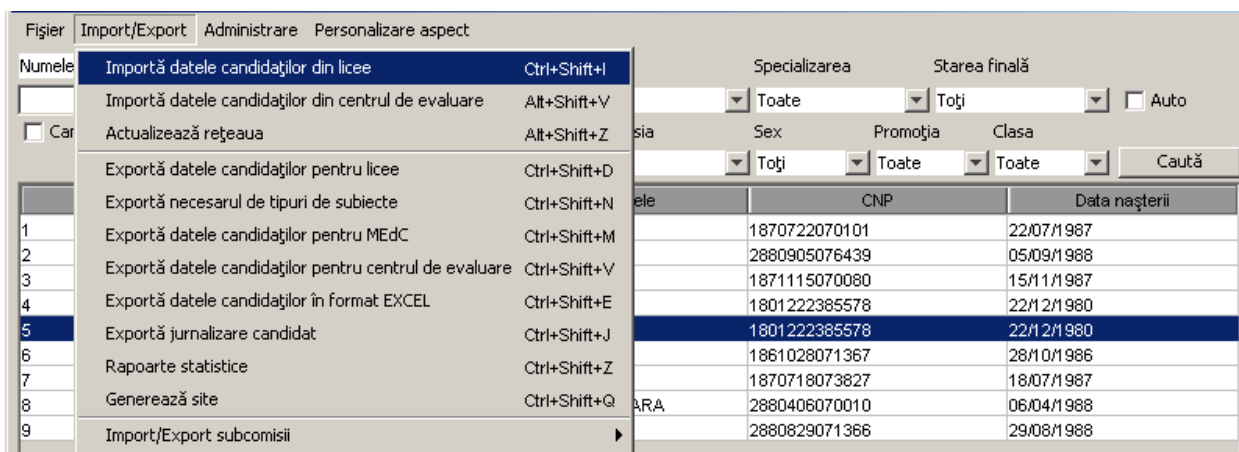 Fişier Import/Export Administrare Personalizare aspect
Numele Specializarea Starea finală
Toate Toţi Auto
Car sia Sex Promoţia Clasa
Toţi Toate Toate Caută
Importă datele candidaţilor din licee Ctrl+Shift+I
Importă datele candidaţilor din centrul de evaluare Alt+Shift+V
Actualizează reţeaua Alt+Shift+Z
Exportă datele candidaţilor pentru licee Ctrl+Shift+D
Exportă necesarul de tipuri de subiecte Ctrl+Shift+N
Exportă datele candidaţilor pentru MEdC Ctrl+Shift+M
Exportă datele candidaţilor pentru centrul de evaluare Ctrl+Shift+V
Exportă datele candidaţilor în format EXCEL Ctrl+Shift+E
Exportă jurnalizare candidat Ctrl+Shift+J
Rapoarte statistice Ctrl+Shift+Z
Generează site Ctrl+Shift+Q
Import/Export subcomisii
ele CNP Data naşterii
1 1870722070101 22/07/1987
2 2880905076439 05/09/1988
3 1871115070080 15/11/1987
4 1801222385578 22/12/1980
5 1801222385578 22/12/1980
6 1861028071367 28/10/1986
7 1870718073827 18/07/1987
8 ARA 2880406070010 06/04/1988
9 2880829071366 29/08/1988